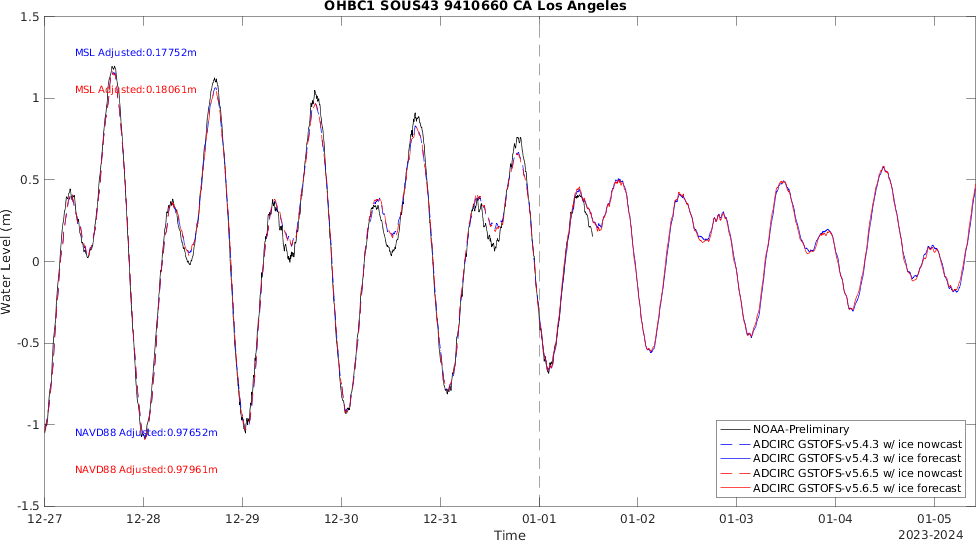 OHBC1 SOUS43 9410660 CA Los Angeles
1.5
MSL Adjusted:0.17752m
1
MSL Adjusted:0.18061m
0.5
0
Water Level (m)
-0.5
-1
NAVD88 Adjusted:0.97652m
NAVD88 Adjusted:0.97961m
-1.5
NOAA-Preliminary
ADCIRC GSTOFS-v5.4.3 w/ ice nowcast
ADCIRC GSTOFS-v5.4.3 w/ ice forecast
ADCIRC GSTOFS-v5.6.5 w/ ice nowcast
ADCIRC GSTOFS-v5.6.5 w/ ice forecast
12-27 12-28 12-29 12-30 12-31 01-01 01-02 01-03 01-04 01-05
Time
2023-2024